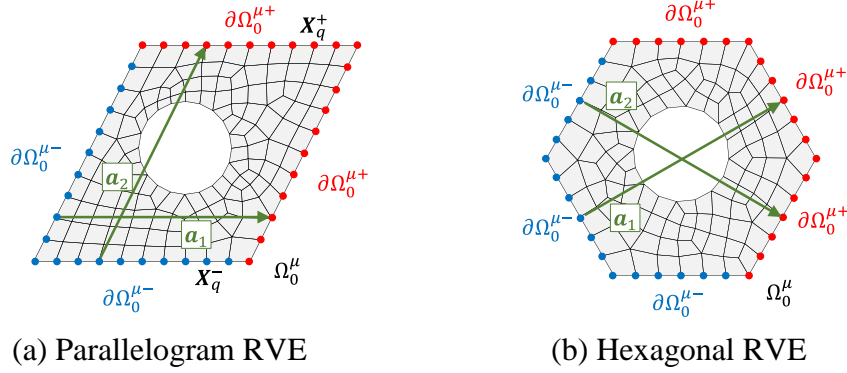 ∂Ω₀^{μ+}
X_q^+
∂Ω₀^{μ−}
a₂
∂Ω₀^{μ+}
a₁
X_q^−
Ω₀^μ
∂Ω₀^{μ−}
(a) Parallelogram RVE
∂Ω₀^{μ+}
∂Ω₀^{μ−}
a₂
∂Ω₀^{μ+}
∂Ω₀^{μ−}
a₁
∂Ω₀^{μ+}
∂Ω₀^{μ−}
Ω₀^μ
(b) Hexagonal RVE